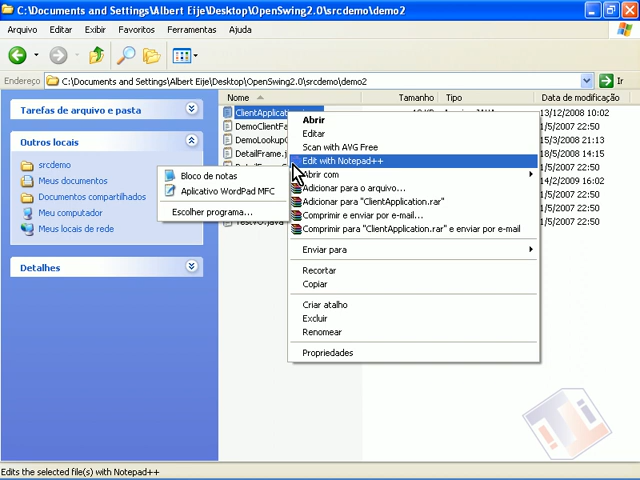 C:\Documents and Settings\Albert Eije\Desktop\OpenSwing2.0\srcdemo\demo2
Arquivo Editar Exibir Favoritos Ferramentas Ajuda
Ir
Endereço C:\Documents and Settings\Albert Eije\Desktop\OpenSwing2.0\srcdemo\demo2
Nome Tamanho Tipo Data de modificação
Tarefas de arquivo e pasta
Outros locais
srcdemo
Meus documentos
Documentos compartilhados
Meu computador
Meus locais de rede
Detalhes
ClientApplication 13/12/2008 10:02
DemoClientFa 1/5/2007 22:50
DemoLookup 1/5/2007 22:50
DetailFrame.j 18/5/2008 14:15
1/5/2007 22:50
14/2/2009 16:02
1/5/2007 22:50
1/5/2007 22:50
1/5/2007 22:50
Abrir
Editar
Scan with AVG Free
Edit with Notepad++
Abrir com
Adicionar para o arquivo...
Adicionar para "ClientApplication.rar"
Comprimir e enviar por e-mail...
Comprimir para "ClientApplication.rar" e enviar por e-mail
Enviar para
Recortar
Copiar
Criar atalho
Excluir
Renomear
Propriedades
Bloco de notas
Aplicativo WordPad MFC
Escolher programa...
Edits the selected file(s) with Notepad++